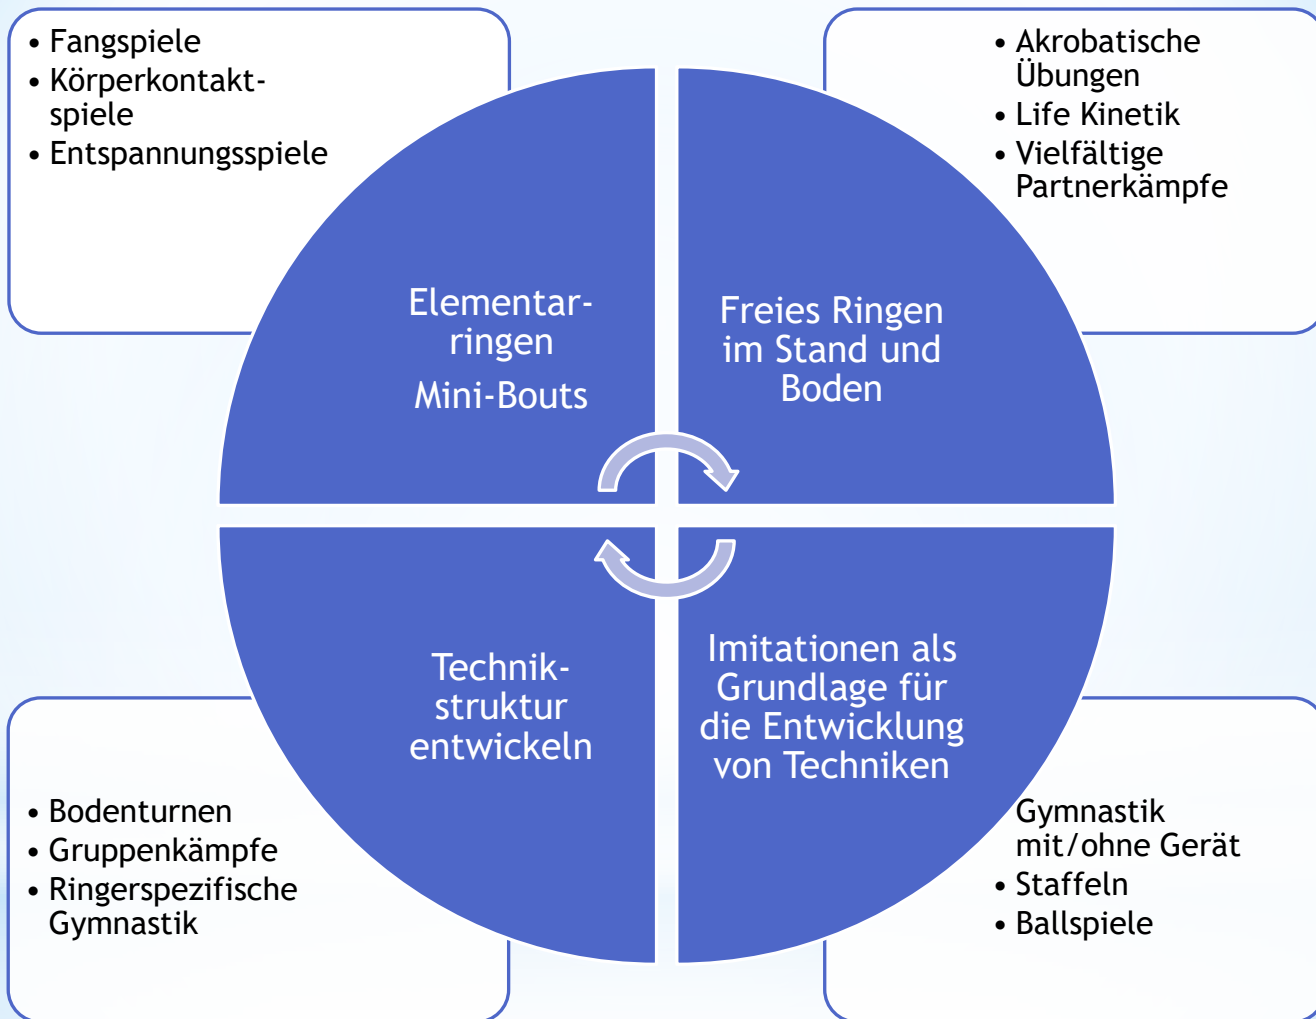 • Fangspiele
• Körperkontakt-
spiele
• Entspannungsspiele
• Akrobatische
Übungen
• Life Kinetik
• Vielfältige
Partnerkämpfe
Elementar-
ringen
Mini-Bouts
Freies Ringen
im Stand und
Boden
Technik-
struktur
entwickeln
Imitationen als
Grundlage für
die Entwicklung
von Techniken
• Bodenturnen
• Gruppenkämpfe
• Ringerspezifische
Gymnastik
Gymnastik
mit/ohne Gerät
• Staffeln
• Ballspiele